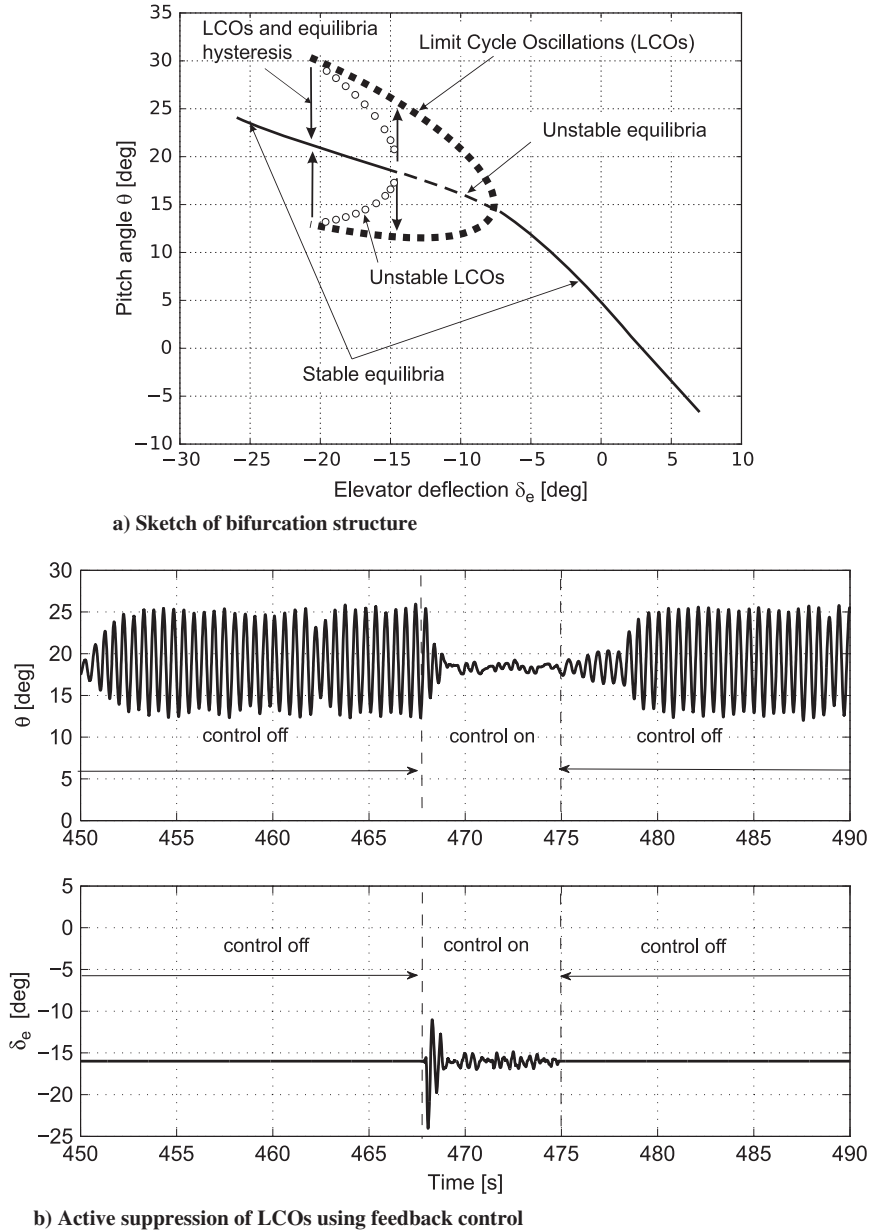 LCOs and equilibria
hysteresis
Limit Cycle Oscillations (LCOs)
Unstable equilibria
Unstable LCOs
Stable equilibria
Pitch angle θ [deg]
35
30
25
20
15
10
5
0
−5
−10
−30 −25 −20 −15 −10 −5 0 5 10
Elevator deflection δe [deg]
a) Sketch of bifurcation structure
θ [deg]
30
25
20
15
10
5
0
control off control on control off
450 455 460 465 470 475 480 485 490
δe [deg]
5
0
−5
−10
−15
−20
−25
control off control on control off
450 455 460 465 470 475 480 485 490
Time [s]
b) Active suppression of LCOs using feedback control